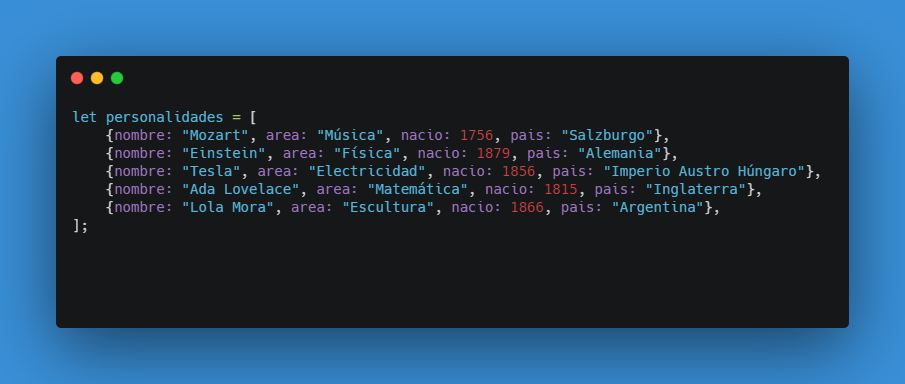 let personalidades = [
    {nombre: "Mozart", area: "Música", nacio: 1756, pais: "Salzburgo"},
    {nombre: "Einstein", area: "Física", nacio: 1879, pais: "Alemania"},
    {nombre: "Tesla", area: "Electricidad", nacio: 1856, pais: "Imperio Austro Húngaro"},
    {nombre: "Ada Lovelace", area: "Matemática", nacio: 1815, pais: "Inglaterra"},
    {nombre: "Lola Mora", area: "Escultura", nacio: 1866, pais: "Argentina"},
];